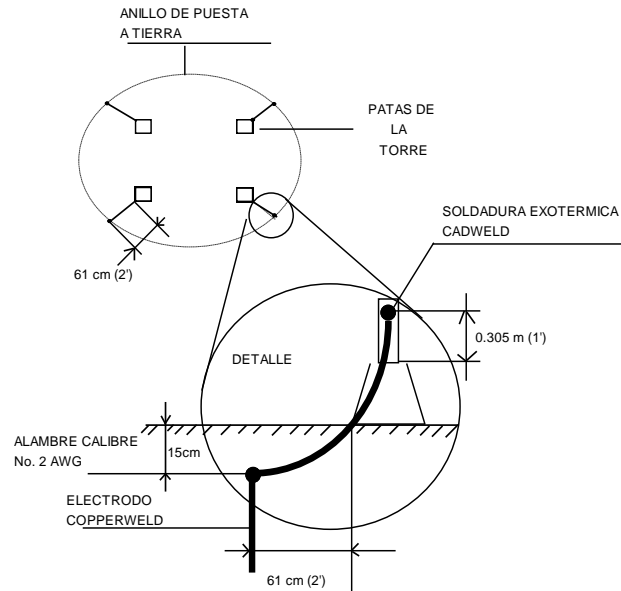 ANILLO DE PUESTA
A TIERRA
PATAS DE
LA
TORRE
SOLDADURA EXOTERMICA
CADWELD
61 cm (2')
0.305 m (1')
DETALLE
ALAMBRE CALIBRE
No. 2 AWG
15cm
ELECTRODO
COPPERWELD
61 cm (2')